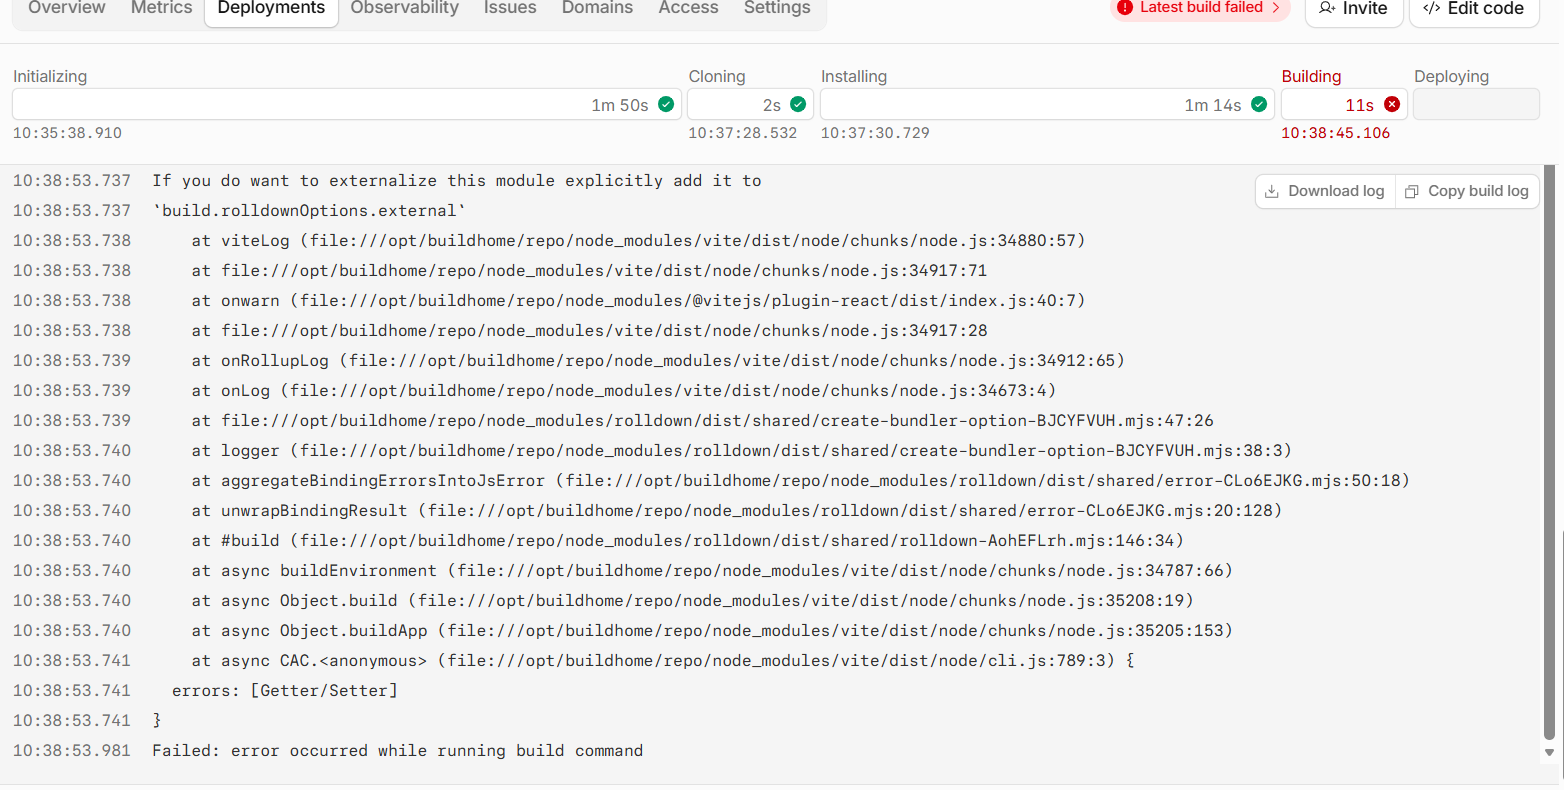 Overview Metrics Deployments Observability Issues Domains Access Settings Latest build failed Invite </> Edit code
Initializing Cloning Installing Building Deploying
1m 50s 2s 1m 14s 11s
10:35:38.910 10:37:28.532 10:37:30.729 10:38:45.106
Download log Copy build log
10:38:53.737 If you do want to externalize this module explicitly add it to
10:38:53.737 `build.rolldownOptions.external`
10:38:53.738 at viteLog (file:///opt/buildhome/repo/node_modules/vite/dist/node/chunks/node.js:34880:57)
10:38:53.738 at file:///opt/buildhome/repo/node_modules/vite/dist/node/chunks/node.js:34917:71
10:38:53.738 at onwarn (file:///opt/buildhome/repo/node_modules/@vitejs/plugin-react/dist/index.js:40:7)
10:38:53.738 at file:///opt/buildhome/repo/node_modules/vite/dist/node/chunks/node.js:34917:28
10:38:53.739 at onRollupLog (file:///opt/buildhome/repo/node_modules/vite/dist/node/chunks/node.js:34912:65)
10:38:53.739 at onLog (file:///opt/buildhome/repo/node_modules/vite/dist/node/chunks/node.js:34673:4)
10:38:53.739 at file:///opt/buildhome/repo/node_modules/rolldown/dist/shared/create-bundler-option-BJCYFVUH.mjs:47:26
10:38:53.740 at logger (file:///opt/buildhome/repo/node_modules/rolldown/dist/shared/create-bundler-option-BJCYFVUH.mjs:38:3)
10:38:53.740 at aggregateBindingErrorsIntoJsError (file:///opt/buildhome/repo/node_modules/rolldown/dist/shared/error-CLo6EJKG.mjs:50:18)
10:38:53.740 at unwrapBindingResult (file:///opt/buildhome/repo/node_modules/rolldown/dist/shared/error-CLo6EJKG.mjs:20:128)
10:38:53.740 at #build (file:///opt/buildhome/repo/node_modules/rolldown/dist/shared/rolldown-AohEFLrh.mjs:146:34)
10:38:53.740 at async buildEnvironment (file:///opt/buildhome/repo/node_modules/vite/dist/node/chunks/node.js:34787:66)
10:38:53.740 at async Object.build (file:///opt/buildhome/repo/node_modules/vite/dist/node/chunks/node.js:35208:19)
10:38:53.740 at async Object.buildApp (file:///opt/buildhome/repo/node_modules/vite/dist/node/chunks/node.js:35205:153)
10:38:53.741 at async CAC.<anonymous> (file:///opt/buildhome/repo/node_modules/vite/dist/node/cli.js:789:3) {
10:38:53.741 errors: [Getter/Setter]
10:38:53.741 }
10:38:53.981 Failed: error occurred while running build command